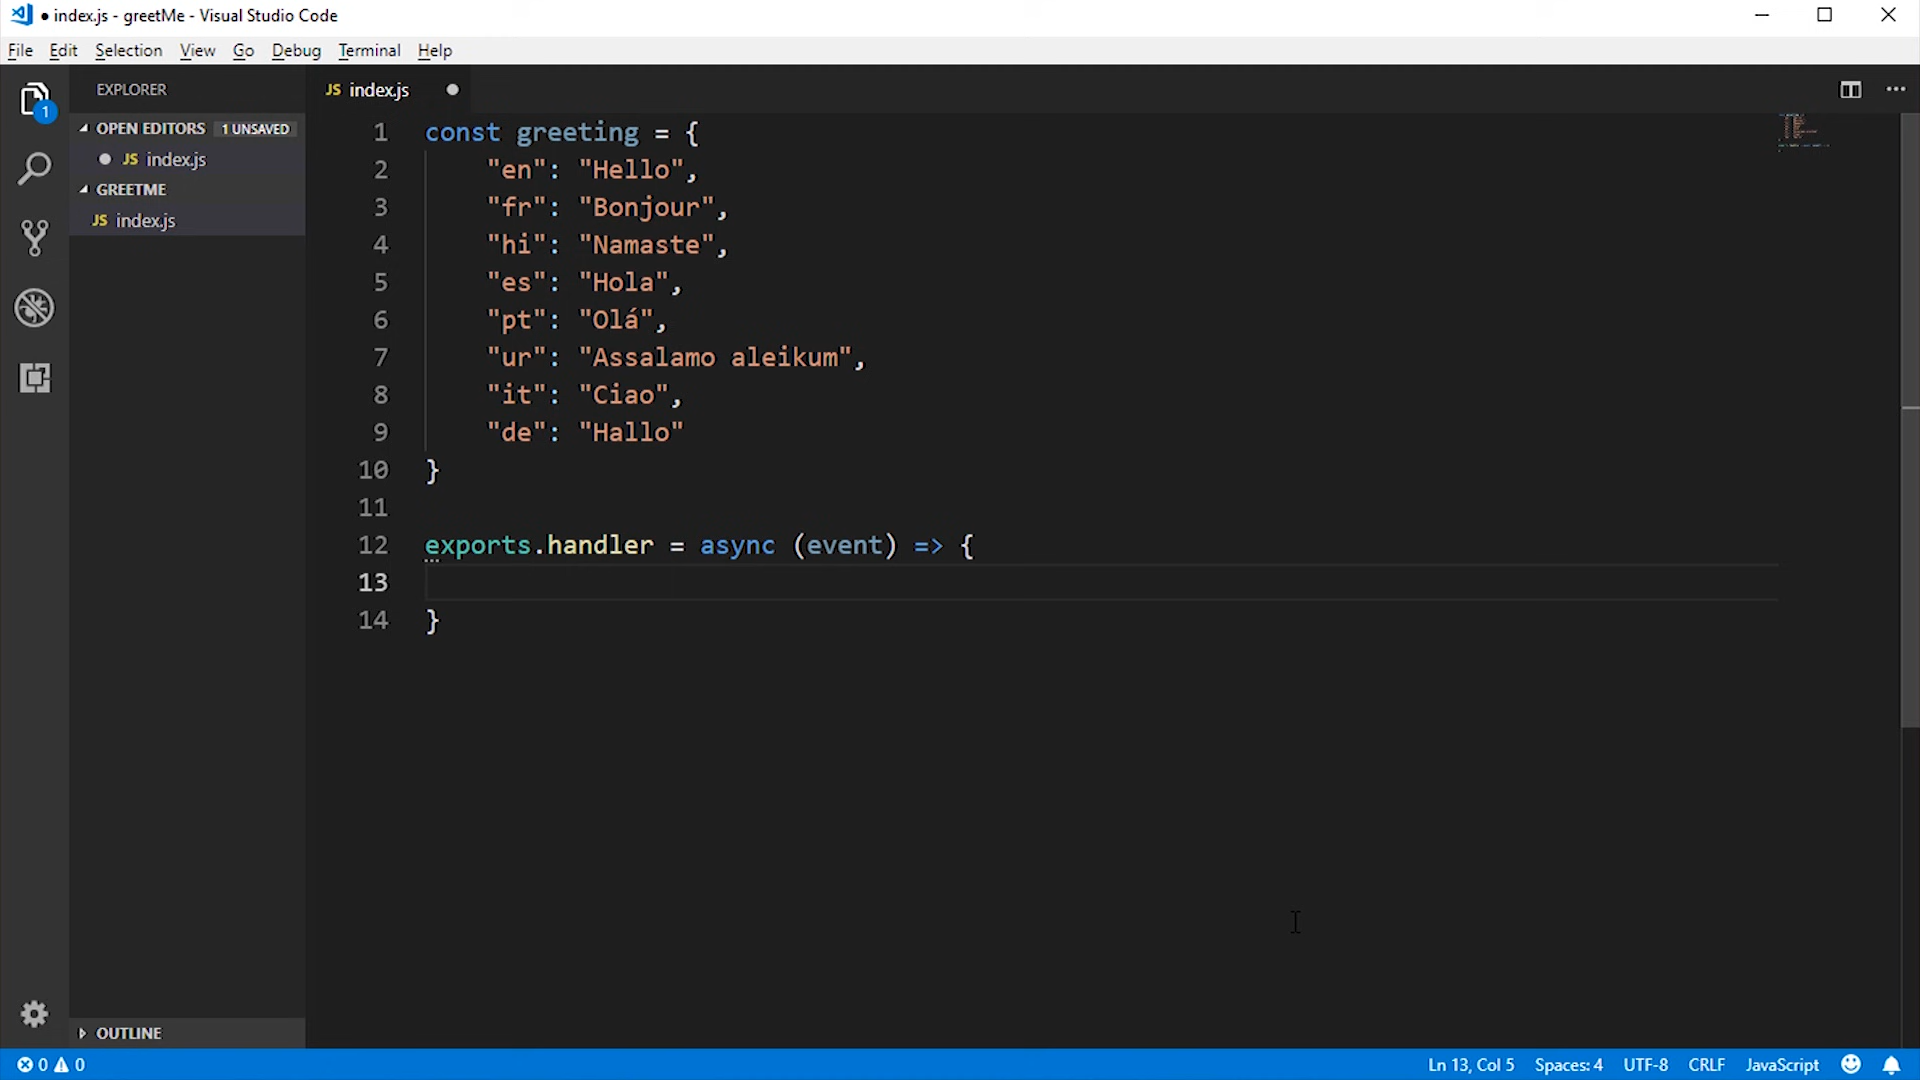 ● index.js - greetMe - Visual Studio Code
File Edit Selection View Go Debug Terminal Help
1
EXPLORER
OPEN EDITORS 1 UNSAVED
JS index.js
GREETME
JS index.js
OUTLINE
JS index.js
1 const greeting = {
2 "en": "Hello",
3 "fr": "Bonjour",
4 "hi": "Namaste",
5 "es": "Hola",
6 "pt": "Olá",
7 "ur": "Assalamo aleikum",
8 "it": "Ciao",
9 "de": "Hallo"
10 }
11
12 exports.handler = async (event) => {
13
14 }
0 0 Ln 13, Col 5 Spaces: 4 UTF-8 CRLF JavaScript